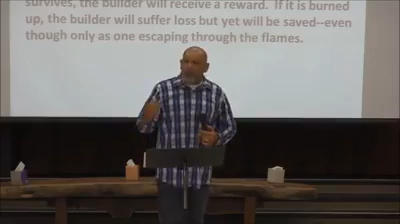 survives, the builder will receive a reward. If it is burned
up, the builder will suffer loss but yet will be saved--even
though only as one escaping through the flames.